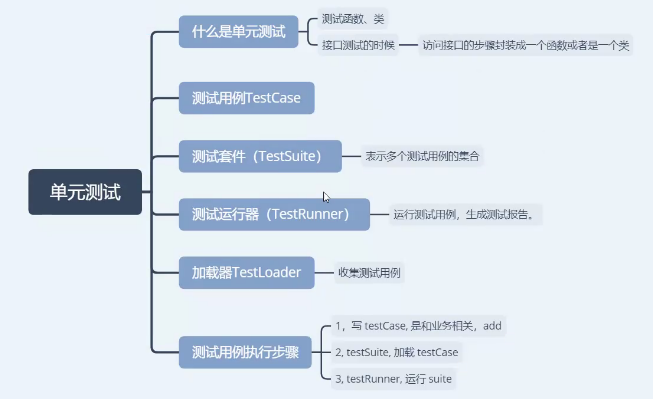 单元测试
什么是单元测试
测试函数、类
接口测试的时候
访问接口的步骤封装成一个函数或者是一个类
测试用例TestCase
测试套件（TestSuite）
表示多个测试用例的集合
测试运行器（TestRunner）
运行测试用例，生成测试报告。
加载器TestLoader
收集测试用例
测试用例执行步骤
1，写 testCase, 是和业务相关，add
2, testSuite, 加载 testCase
3, testRunner, 运行 suite